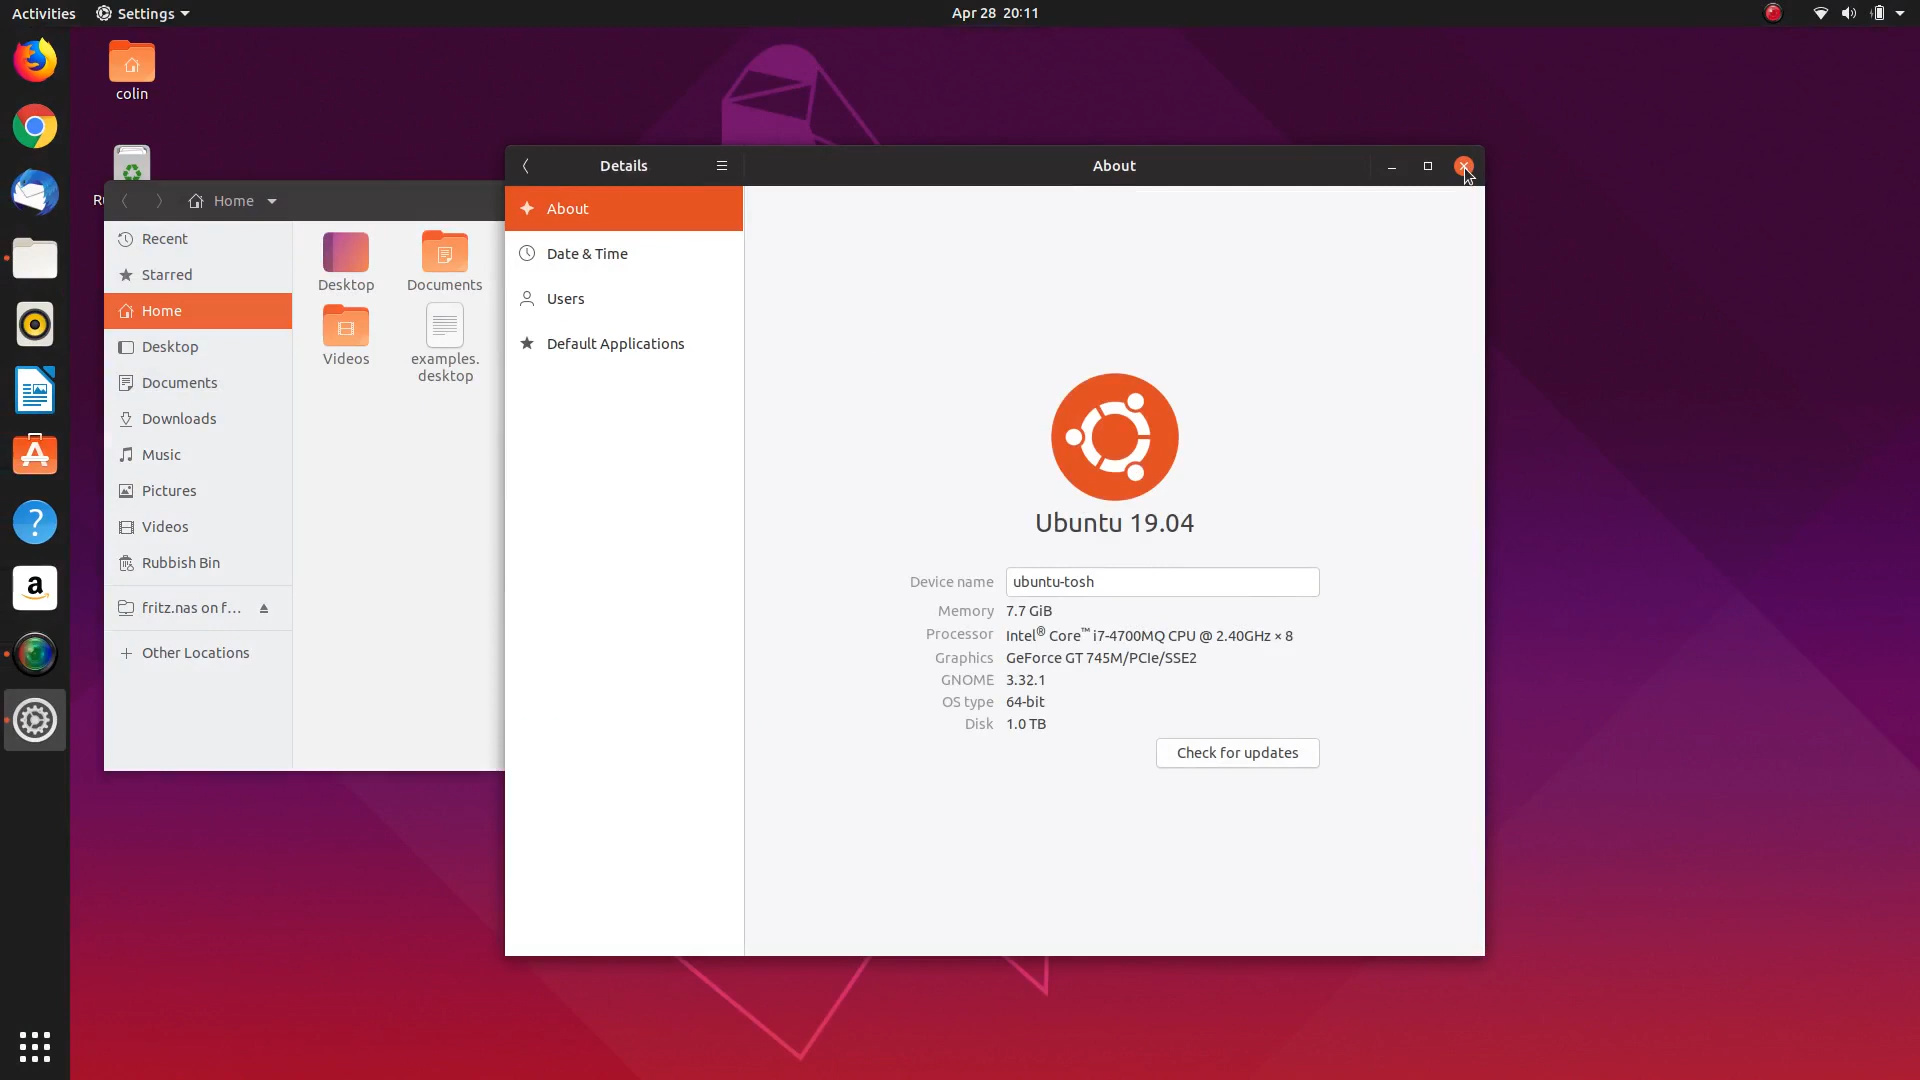 Activities
Settings
Apr 28 20:11
colin
Home
Recent
Starred
Home
Desktop
Documents
Downloads
Music
Pictures
Videos
Rubbish Bin
fritz.nas on f…
Other Locations
Desktop
Documents
Videos
examples.
desktop
Details
About
About
Date & Time
Users
Default Applications
Ubuntu 19.04
Device name ubuntu-tosh
Memory 7.7 GiB
Processor Intel® Core™ i7-4700MQ CPU @ 2.40GHz × 8
Graphics GeForce GT 745M/PCIe/SSE2
GNOME 3.32.1
OS type 64-bit
Disk 1.0 TB
Check for updates